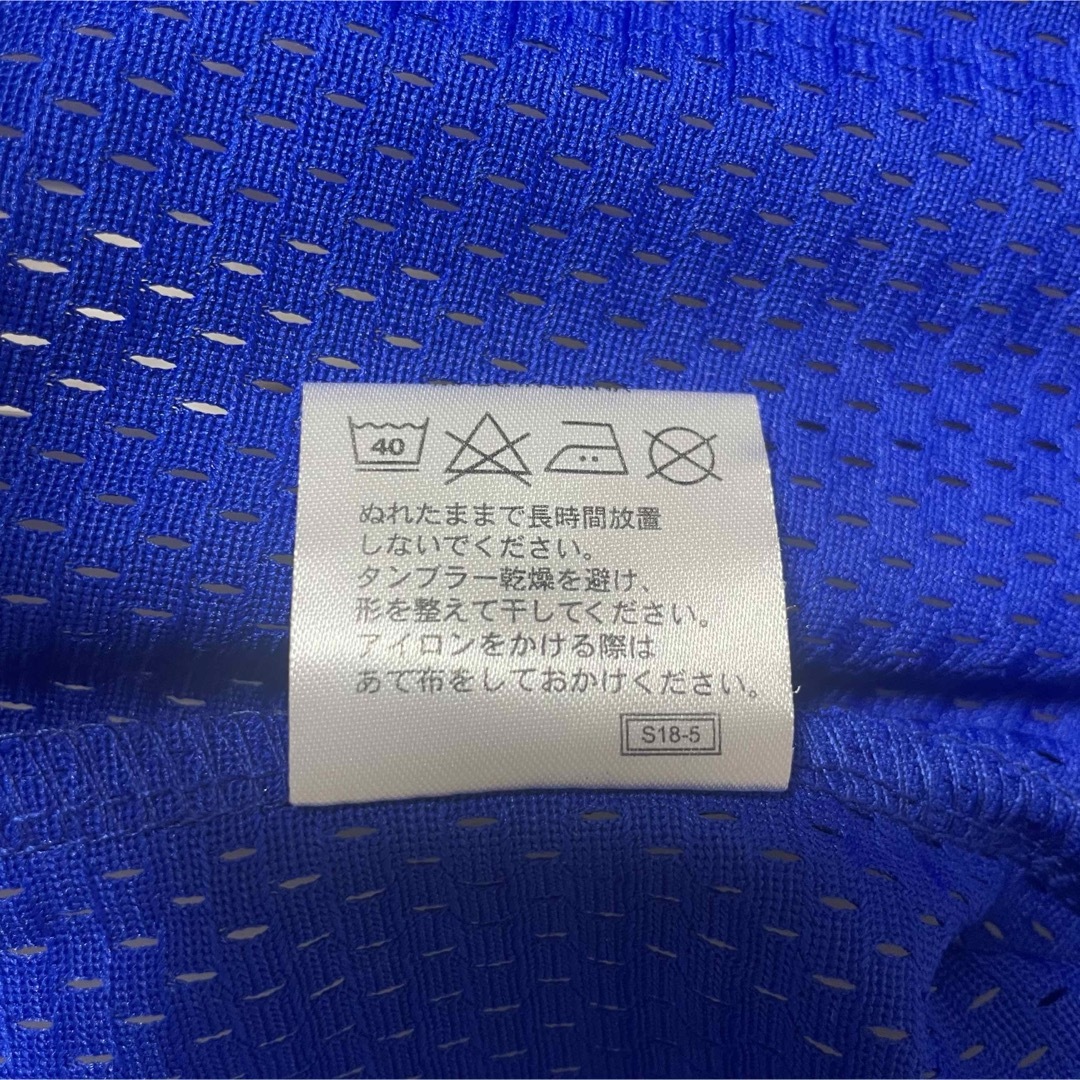 40
ぬれたままで長時間放置
しないでください。
タンブラー乾燥を避け、
形を整えて干してください。
アイロンをかける際は
あて布をしておかけください。
S18-5